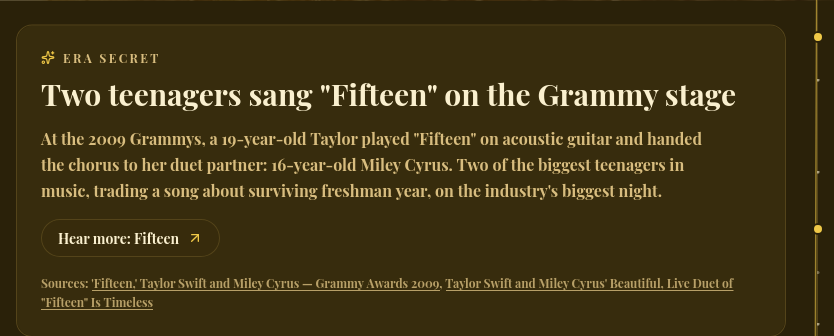 ERA SECRET
Two teenagers sang "Fifteen" on the Grammy stage
At the 2009 Grammys, a 19-year-old Taylor played "Fifteen" on acoustic guitar and handed
the chorus to her duet partner: 16-year-old Miley Cyrus. Two of the biggest teenagers in
music, trading a song about surviving freshman year, on the industry's biggest night.
Hear more: Fifteen
Sources: 'Fifteen,' Taylor Swift and Miley Cyrus — Grammy Awards 2009, Taylor Swift and Miley Cyrus' Beautiful, Live Duet of
"Fifteen" Is Timeless